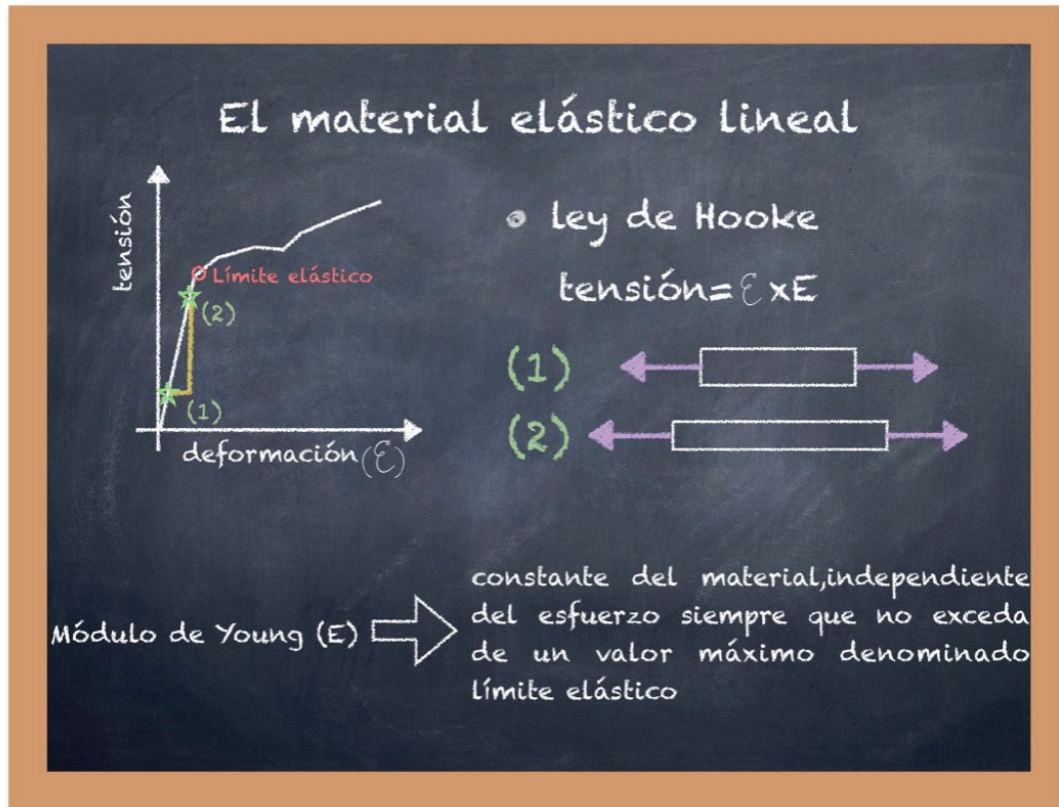 El material elástico lineal
tensión
Límite elástico
(2)
(1)
deformación(ε)
ley de Hooke
tensión=ε xE
(1)
(2)
Módulo de Young (E)
constante del material,independiente
del esfuerzo siempre que no exceda
de un valor máximo denominado
límite elástico